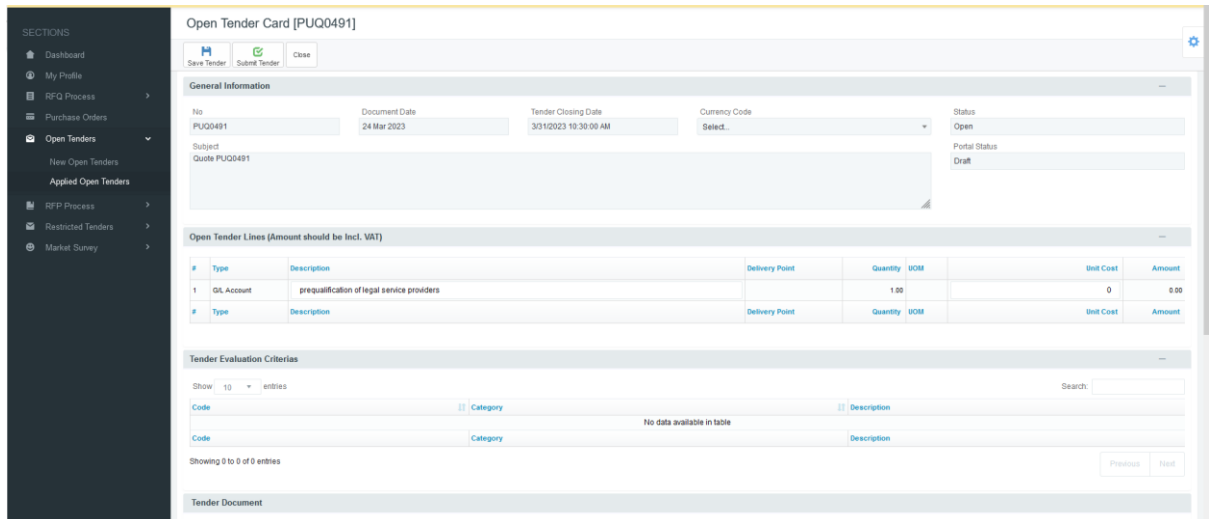 SECTIONS
Dashboard
My Profile
RFQ Process
Purchase Orders
Open Tenders
New Open Tenders
Applied Open Tenders
RFP Process
Restricted Tenders
Market Survey
Open Tender Card [PUQ0491]
Save Tender Submit Tender Close
General Information
No Document Date Tender Closing Date Currency Code Status
PUQ0491 24 Mar 2023 3/31/2023 10:30:00 AM Select.. Open
Subject Portal Status
Quote PUQ0491 Draft
Open Tender Lines (Amount should be Incl. VAT)
# Type Description Delivery Point Quantity UOM Unit Cost Amount
1 G/L Account prequalification of legal service providers 1.00 0 0.00
# Type Description Delivery Point Quantity UOM Unit Cost Amount
Tender Evaluation Criterias
Show 10 entries Search:
Code Category Description
No data available in table
Code Category Description
Showing 0 to 0 of 0 entries Previous Next
Tender Document